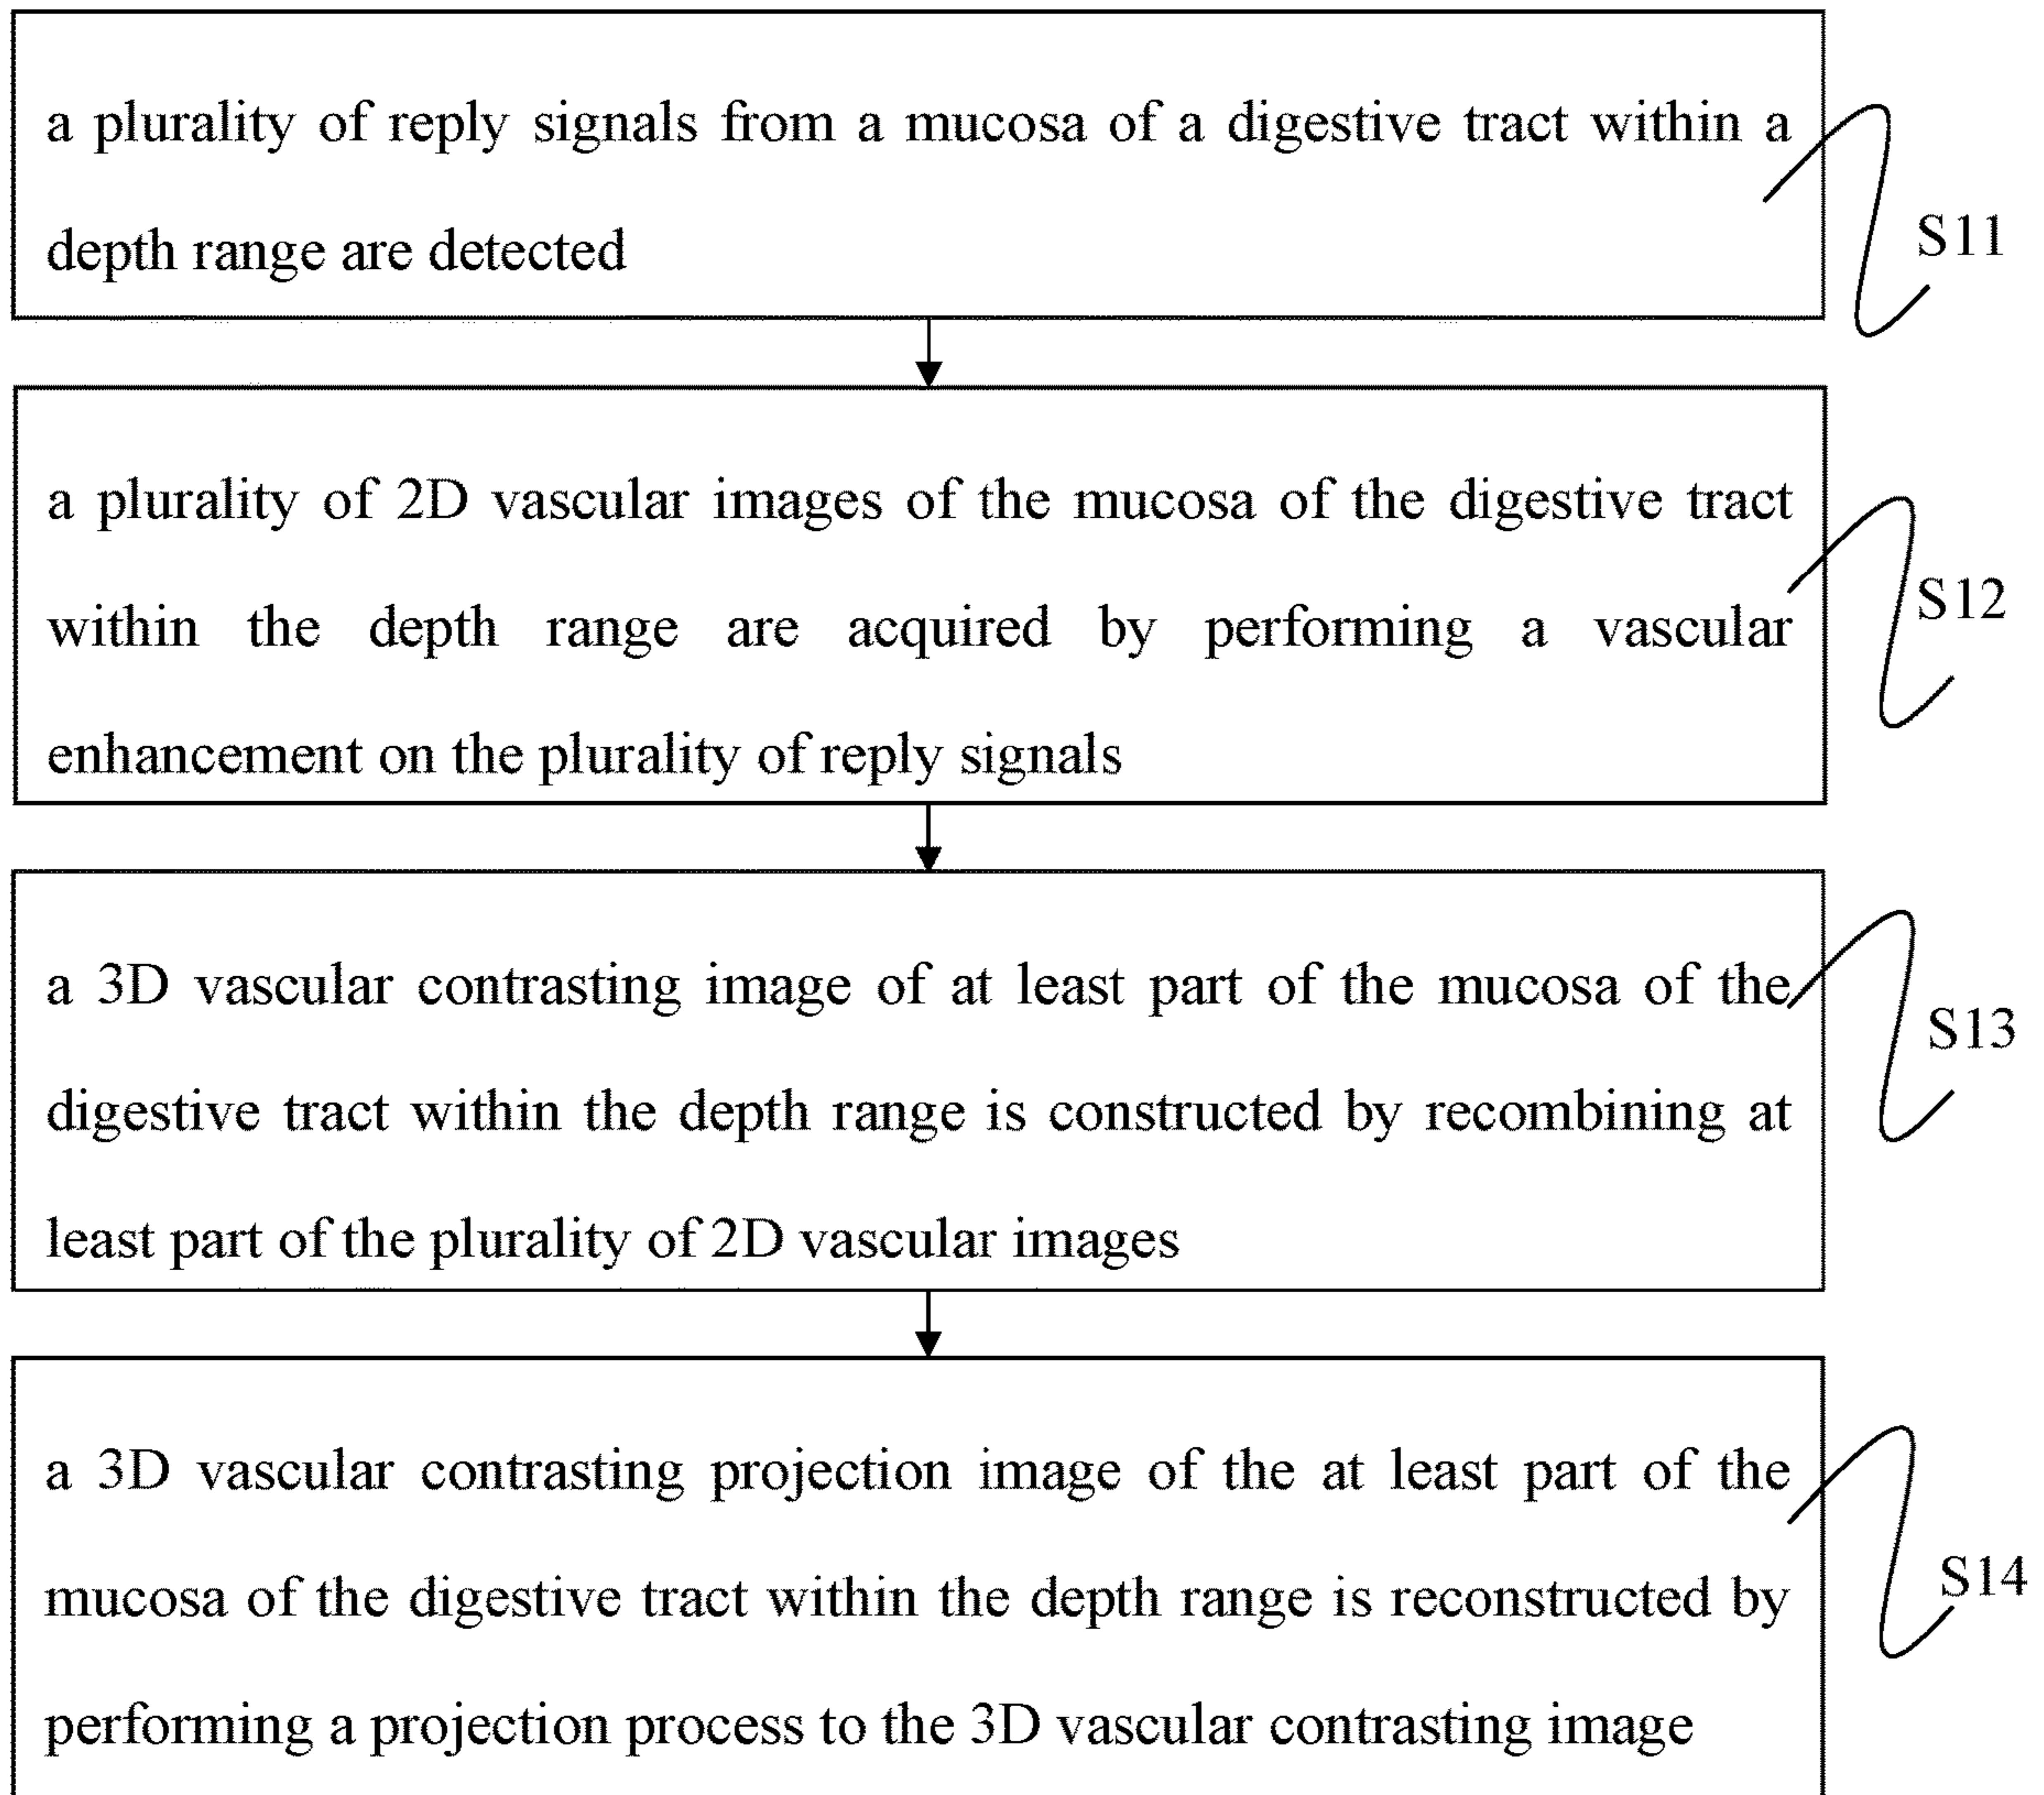 a plurality of reply signals from a mucosa of a digestive tract within a
depth range are detected
S11
a plurality of 2D vascular images of the mucosa of the digestive tract
within the depth range are acquired by performing a vascular
enhancement on the plurality of reply signals
S12
a 3D vascular contrasting image of at least part of the mucosa of the
digestive tract within the depth range is constructed by recombining at
least part of the plurality of 2D vascular images
S13
a 3D vascular contrasting projection image of the at least part of the
mucosa of the digestive tract within the depth range is reconstructed by
performing a projection process to the 3D vascular contrasting image
S14